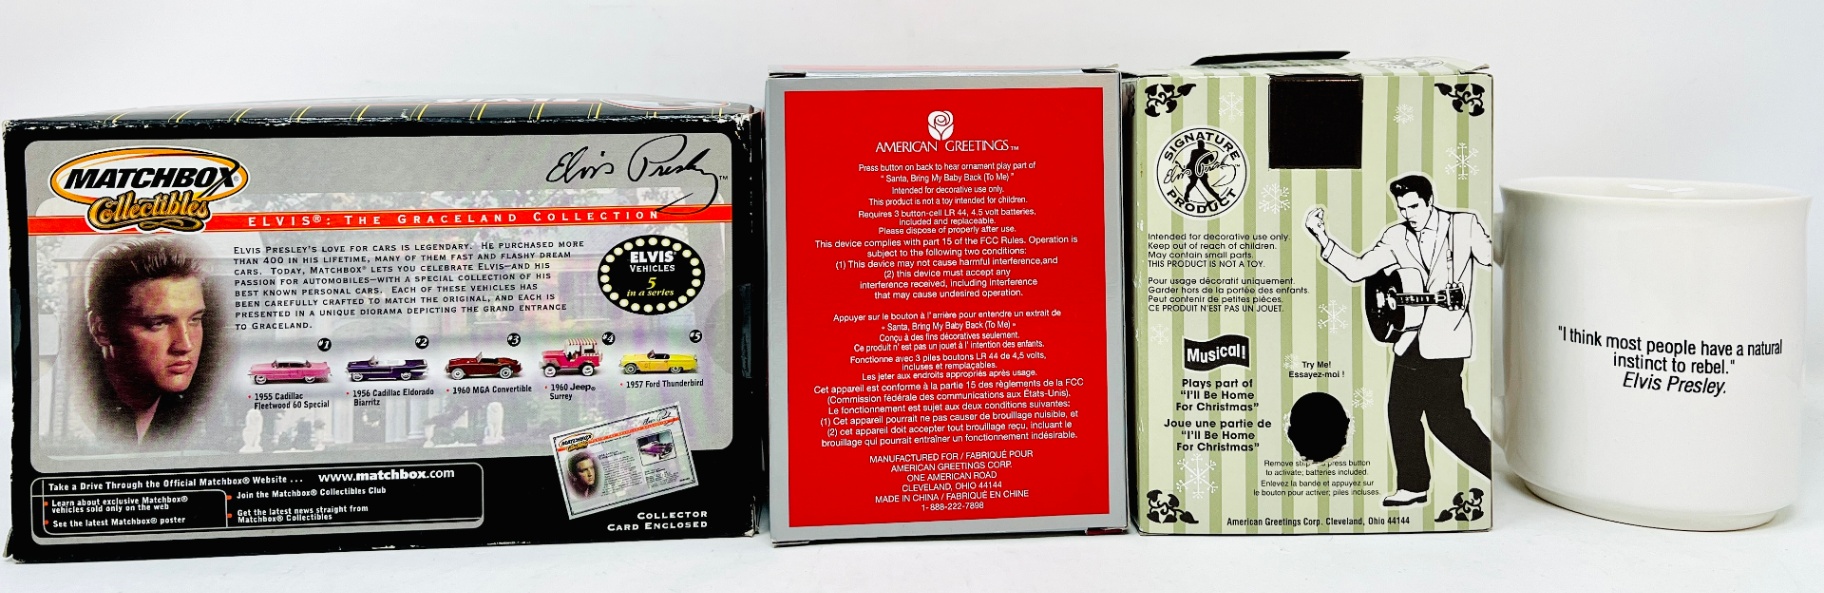 MATCHBOX
Collectibles
Elvis Presley™
ELVIS®: THE GRACELAND COLLECTION
ELVIS PRESLEY'S LOVE FOR CARS IS LEGENDARY. HE PURCHASED MORE
THAN 400 IN HIS LIFETIME, MANY OF THEM FAST AND FLASHY DREAM
CARS. TODAY, MATCHBOX® LETS YOU CELEBRATE ELVIS—AND HIS
PASSION FOR AUTOMOBILES—WITH A SPECIAL COLLECTION OF HIS
BEST KNOWN PERSONAL CARS. EACH OF THESE VEHICLES HAS
BEEN CAREFULLY CRAFTED TO MATCH THE ORIGINAL, AND EACH IS
PRESENTED IN A UNIQUE DIORAMA DEPICTING THE GRAND ENTRANCE
TO GRACELAND.
ELVIS®
VEHICLES
5
in a series
#1
#2
#3
#4
#5
• 1955 Cadillac
Fleetwood 60 Special
• 1956 Cadillac Eldorado
Biarritz
• 1960 MGA Convertible
• 1960 Jeep®
Surrey
• 1957 Ford Thunderbird
Take a Drive Through the Official Matchbox® Website ... www.matchbox.com
• Learn about exclusive Matchbox®
vehicles sold only on the web
• See the latest Matchbox® poster
• Join the Matchbox® Collectibles Club
• Get the latest news straight from
Matchbox® Collectibles
MATCHBOX
COLLECTOR
CARD ENCLOSED
AMERICAN GREETINGS™
Press button on back to hear ornament play part of
"Santa, Bring My Baby Back (To Me)"
Intended for decorative use only.
This product is not a toy intended for children.
Requires 3 button-cell LR 44, 4.5 volt batteries,
included and replaceable.
Please dispose of properly after use.
This device complies with part 15 of the FCC Rules. Operation is
subject to the following two conditions:
(1) This device may not cause harmful interference,and
(2) this device must accept any
interference received, including interference
that may cause undesired operation.
Appuyer sur le bouton à l'arrière pour entendre un extrait de
« Santa, Bring My Baby Back (To Me) »
Conçu à des fins décoratives seulement.
Ce produit n' est pas un jouet à l' intention des enfants.
Fonctionne avec 3 piles boutons LR 44 de 4,5 volts,
incluses et remplaçables.
Les jeter aux endroits appropriés après usage.
Cet appareil est conforme à la partie 15 des règlements de la FCC
(Commission fédérale des communications aux États-Unis).
Le fonctionnement est sujet aux deux conditions suivantes:
(1) Cet appareil pourrait ne pas causer de brouillage nuisible, et
(2) cet appareil doit accepter tout brouillage reçu, incluant le
brouillage qui pourrait entraîner un fonctionnement indésirable.
MANUFACTURED FOR / FABRIQUÉ POUR
AMERICAN GREETINGS CORP.
ONE AMERICAN ROAD
CLEVELAND, OHIO 44144
MADE IN CHINA / FABRIQUÉ EN CHINE
1-888-222-7898
SIGNATURE
Elvis Presley
PRODUCT
Intended for decorative use only.
Keep out of reach of children.
May contain small parts.
THIS PRODUCT IS NOT A TOY.
Pour usage décoratif uniquement.
Garder hors de la portée des enfants.
Peut contenir de petites pièces.
CE PRODUIT N'EST PAS UN JOUET.
Musical!
Plays part of
"I'll Be Home
For Christmas"
Joue une partie de
"I'll Be Home
For Christmas"
Try Me!
Essayez-moi !
Remove press button
to activate; batteries included.
Enlevez la bande et appuyez sur
le bouton pour activer; piles incluses.
American Greetings Corp. Cleveland, Ohio 44144
"I think most people have a natural
instinct to rebel."
Elvis Presley.